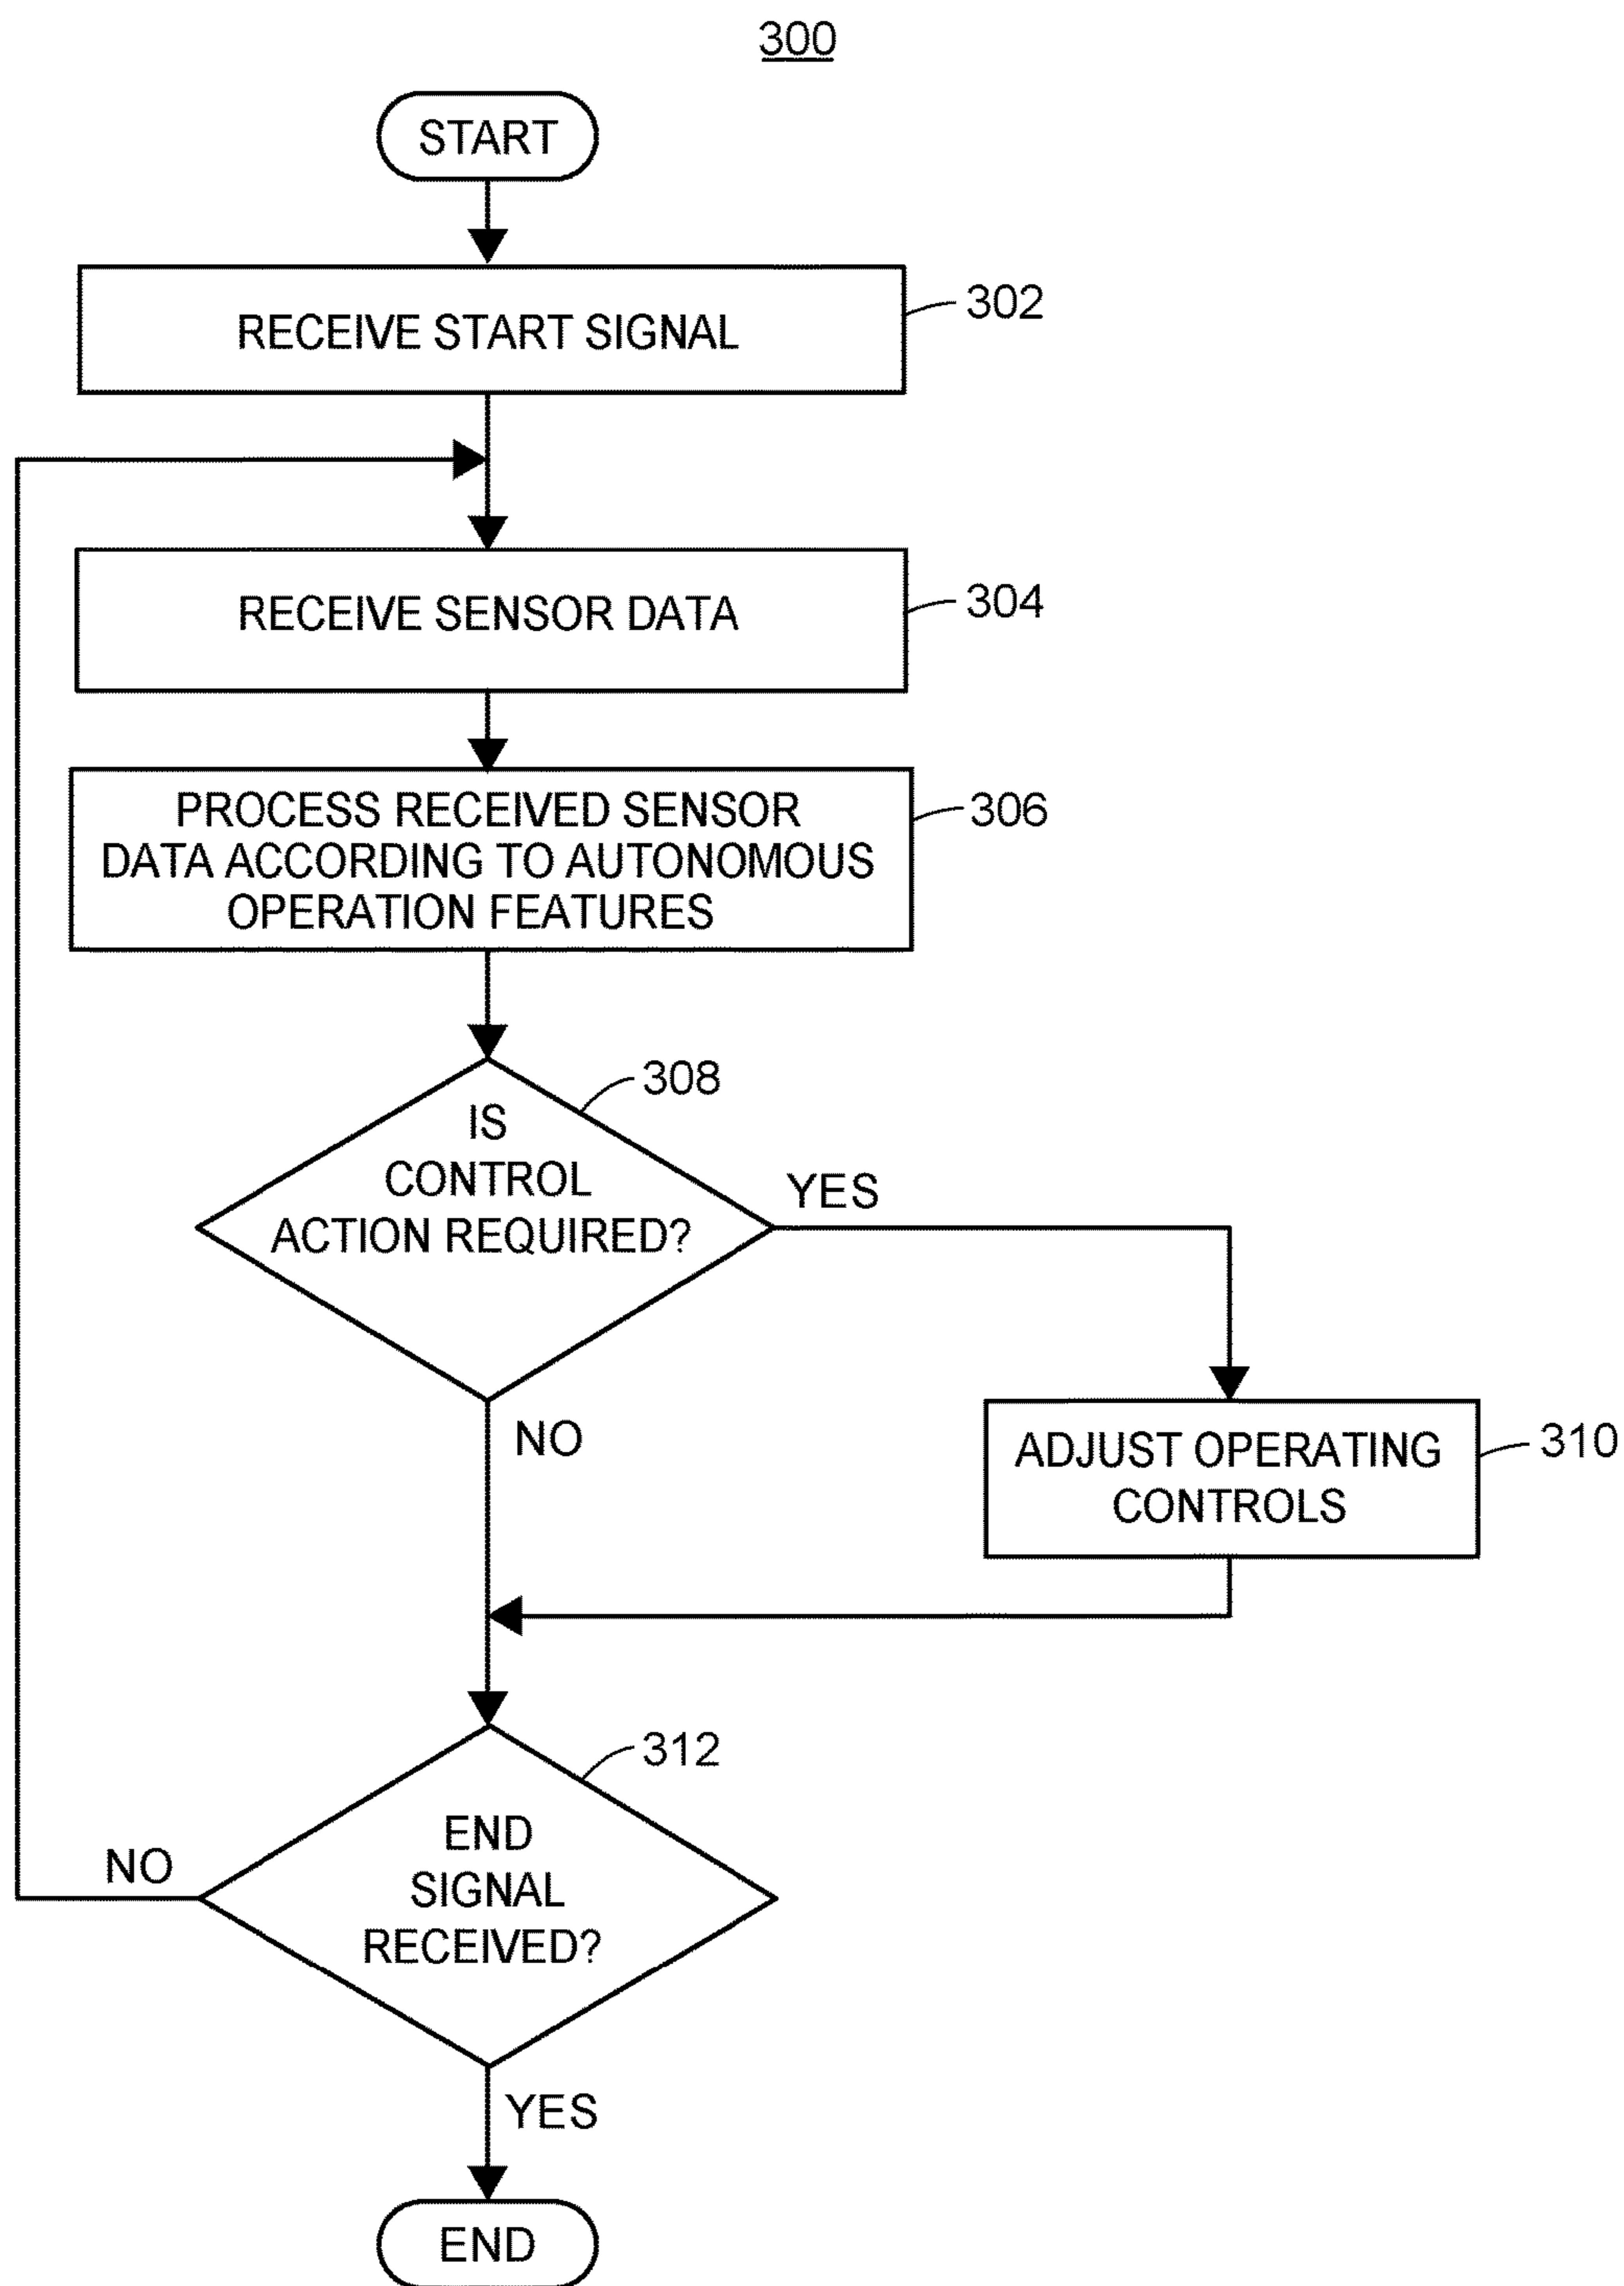 300
START
RECEIVE START SIGNAL
302
RECEIVE SENSOR DATA
304
PROCESS RECEIVED SENSOR
DATA ACCORDING TO AUTONOMOUS
OPERATION FEATURES
306
308
IS
CONTROL
ACTION REQUIRED?
YES
NO
ADJUST OPERATING
CONTROLS
310
312
END
SIGNAL
RECEIVED?
NO
YES
END